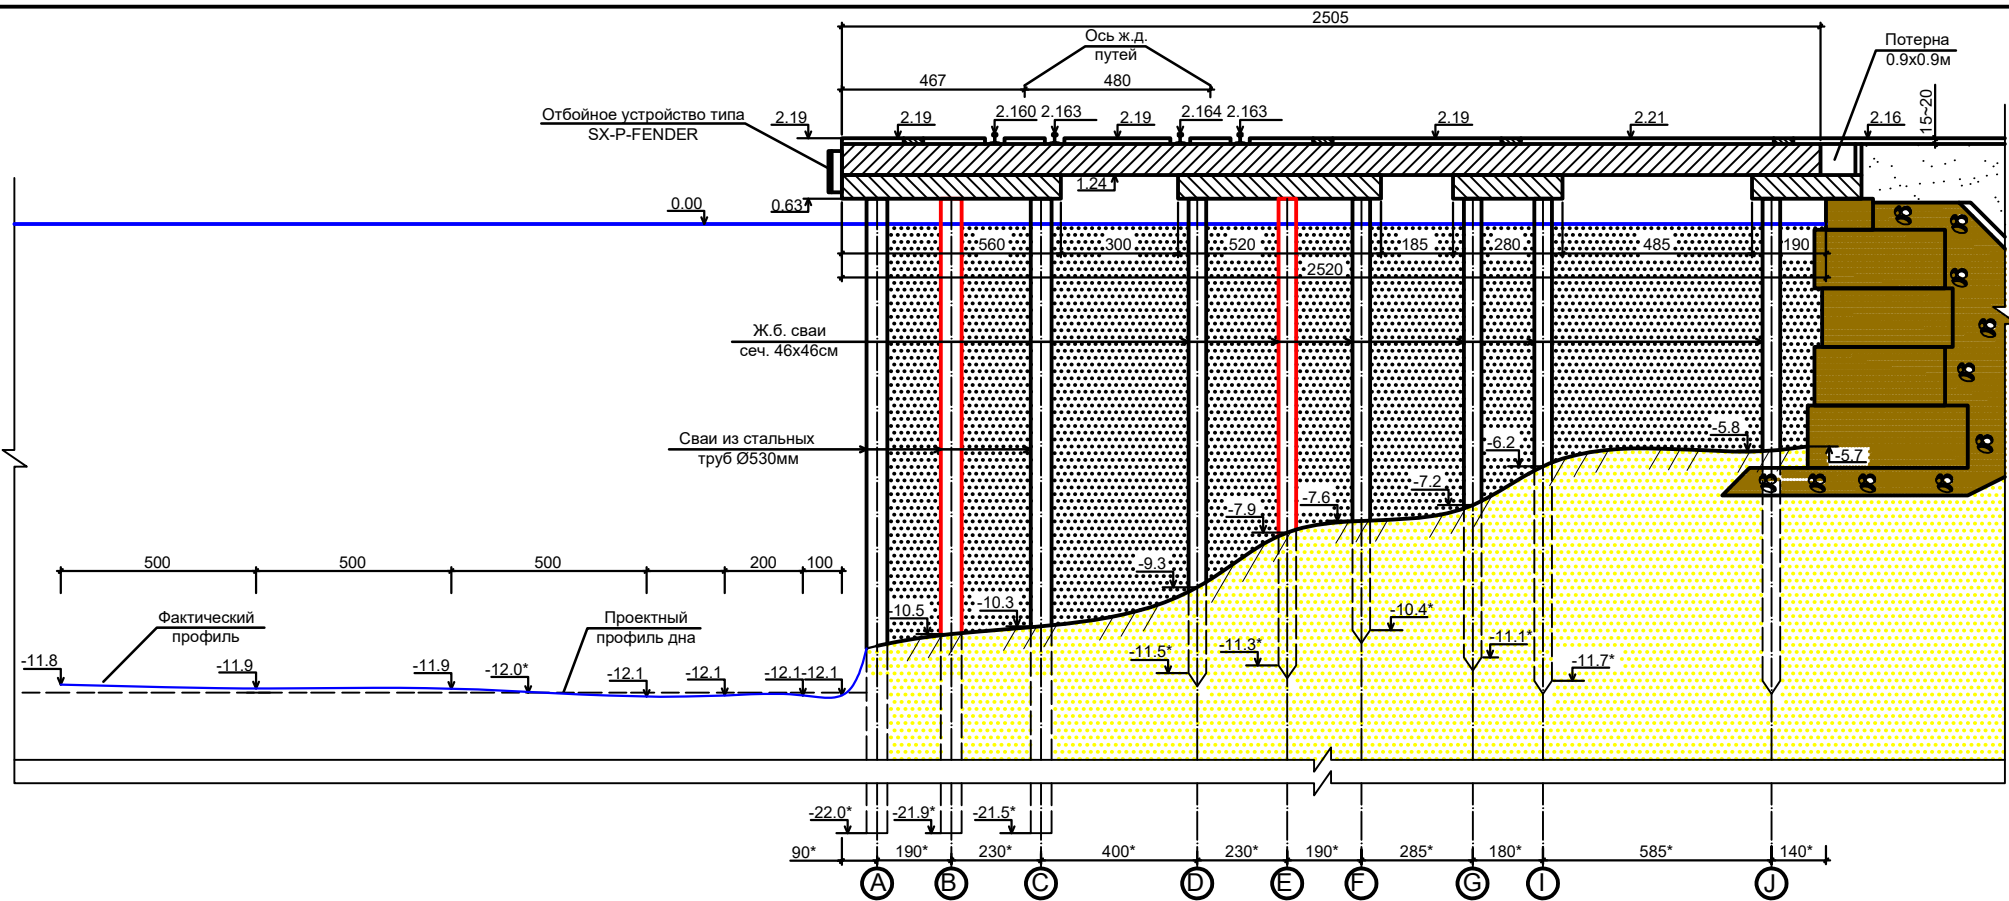 2505
Ось ж.д.
путей
Потерна
0.9х0.9м
467
480
Отбойное устройство типа
SX-P-FENDER
2.19
2.19
2.160
2.163
2.19
2.164
2.163
2.19
2.21
2.16
15~20
1.24
0.63
0.00
560
300
520
185
280
485
190
2520
Ж.б. сваи
сеч. 46х46см
Сваи из стальных
труб Ø530мм
-5.8
-5.7
-6.2
-7.2
-7.6
-7.9
-9.3
-10.3
-10.5
500
500
500
200
100
Фактический
профиль
Проектный
профиль дна
-11.8
-11.9
-11.9
-12.0*
-12.1
-12.1
-12.1
-12.1
-11.5*
-11.3*
-10.4*
-11.1*
-11.7*
-22.0*
-21.9*
-21.5*
90*
190*
230*
400*
230*
190*
285*
180*
585*
140*
A
B
C
D
E
F
G
I
J